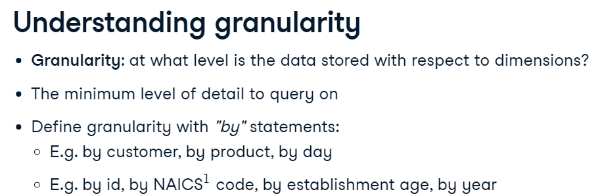 Understanding granularity
• Granularity: at what level is the data stored with respect to dimensions?
• The minimum level of detail to query on
• Define granularity with "by" statements:
○ E.g. by customer, by product, by day
○ E.g. by id, by NAICS¹ code, by establishment age, by year